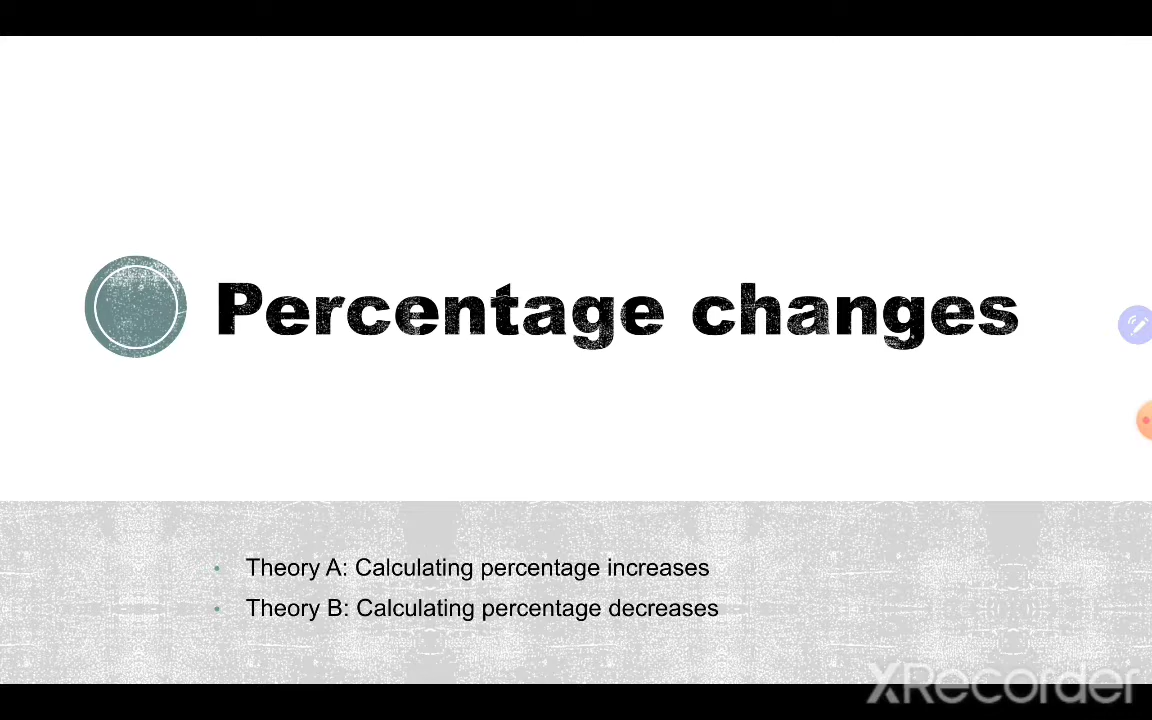 Percentage changes
• Theory A: Calculating percentage increases
• Theory B: Calculating percentage decreases
XRecorder